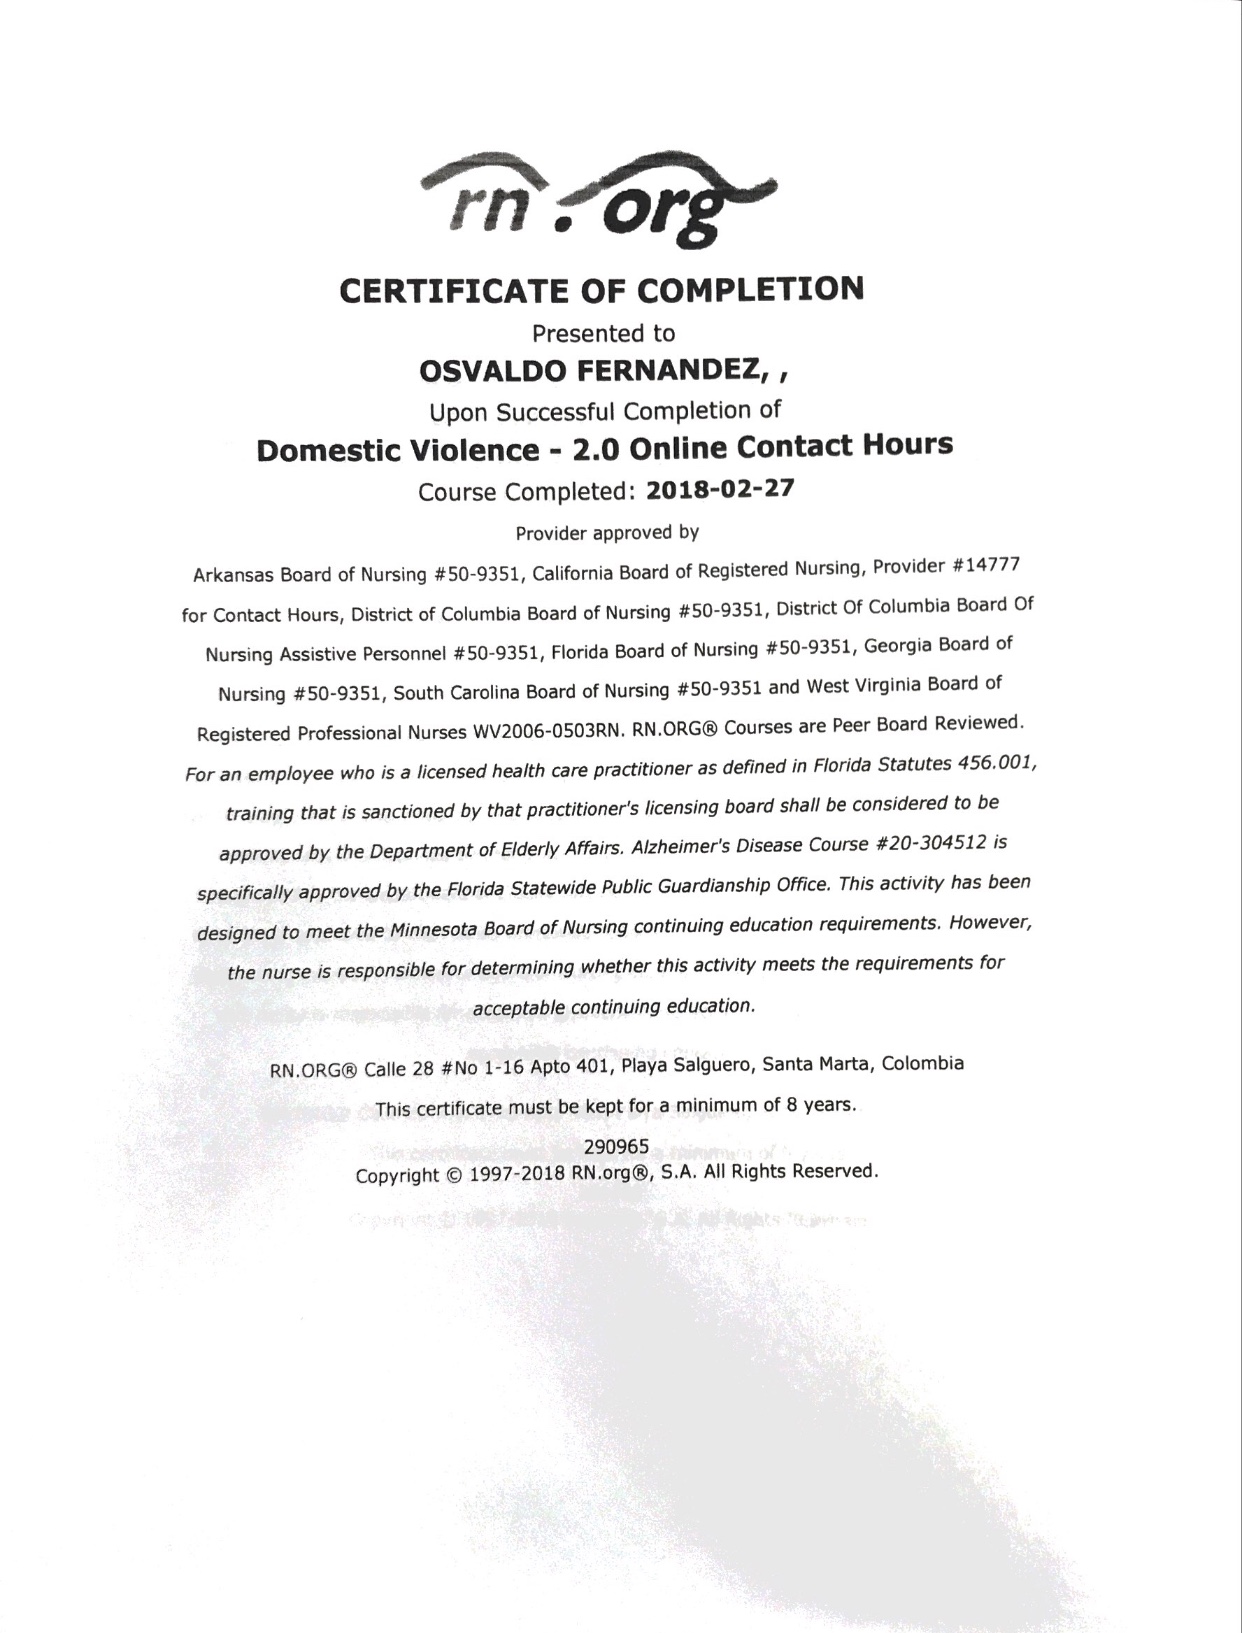 rn.org
CERTIFICATE OF COMPLETION
Presented to
OSVALDO FERNANDEZ, ,
Upon Successful Completion of
Domestic Violence - 2.0 Online Contact Hours
Course Completed: 2018-02-27
Provider approved by
Arkansas Board of Nursing #50-9351, California Board of Registered Nursing, Provider #14777
for Contact Hours, District of Columbia Board of Nursing #50-9351, District Of Columbia Board Of
Nursing Assistive Personnel #50-9351, Florida Board of Nursing #50-9351, Georgia Board of
Nursing #50-9351, South Carolina Board of Nursing #50-9351 and West Virginia Board of
Registered Professional Nurses WV2006-0503RN. RN.ORG® Courses are Peer Board Reviewed.
For an employee who is a licensed health care practitioner as defined in Florida Statutes 456.001,
training that is sanctioned by that practitioner's licensing board shall be considered to be
approved by the Department of Elderly Affairs. Alzheimer's Disease Course #20-304512 is
specifically approved by the Florida Statewide Public Guardianship Office. This activity has been
designed to meet the Minnesota Board of Nursing continuing education requirements. However,
the nurse is responsible for determining whether this activity meets the requirements for
acceptable continuing education.
RN.ORG® Calle 28 #No 1-16 Apto 401, Playa Salguero, Santa Marta, Colombia
This certificate must be kept for a minimum of 8 years.
290965
Copyright © 1997-2018 RN.org®, S.A. All Rights Reserved.